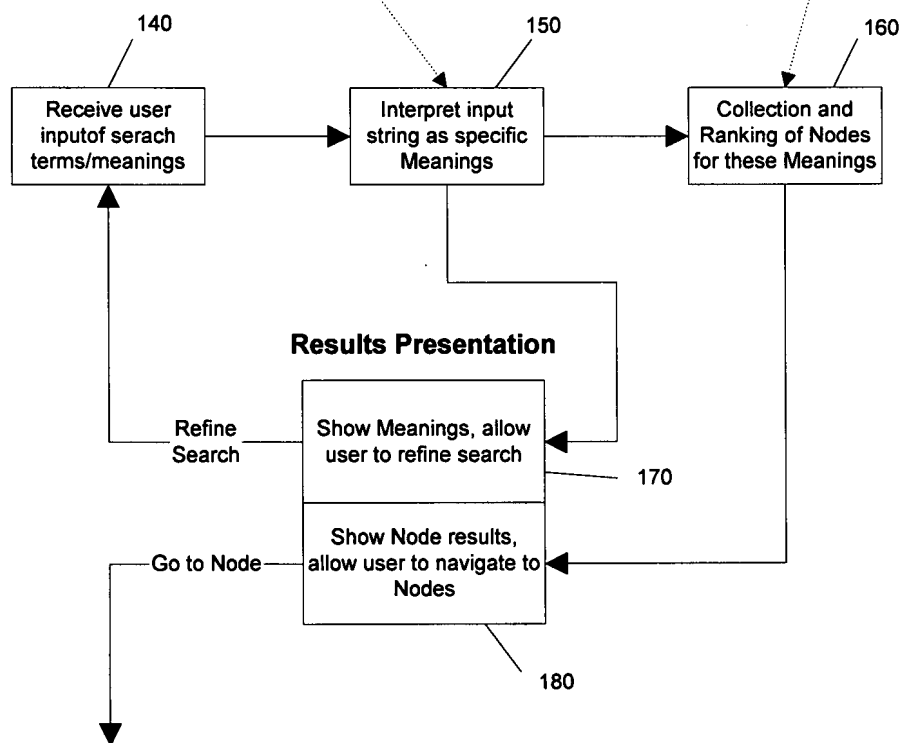 140
150
160
Receive user
inputof serach
terms/meanings
Interpret input
string as specific
Meanings
Collection and
Ranking of Nodes
for these Meanings
Results Presentation
Refine
Search
Show Meanings, allow
user to refine search
170
Go to Node
Show Node results,
allow user to navigate to
Nodes
180